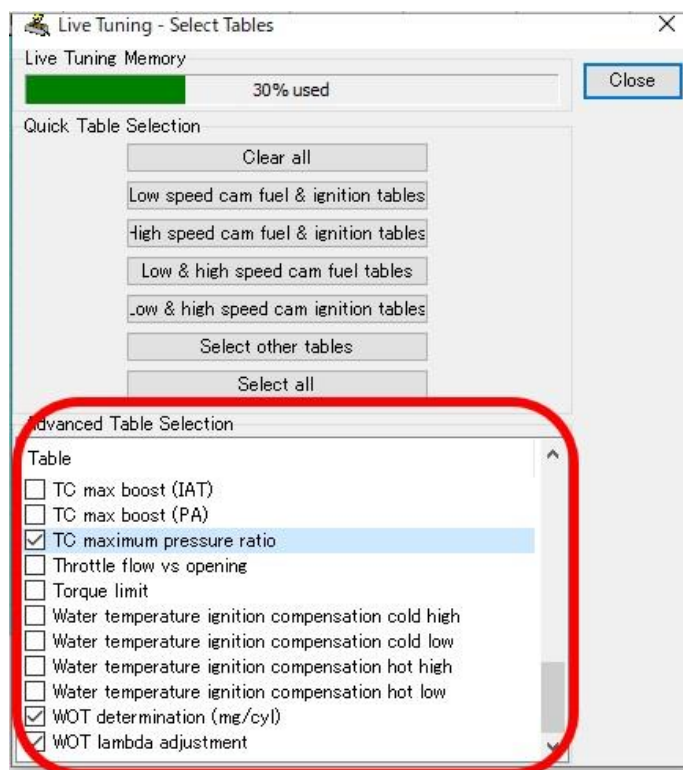 Live Tuning - Select Tables
Live Tuning Memory
30% used
Close
Quick Table Selection
Clear all
Low speed cam fuel & ignition tables
High speed cam fuel & ignition tables
Low & high speed cam fuel tables
Low & high speed cam ignition tables
Select other tables
Select all
Advanced Table Selection
Table
TC max boost (IAT)
TC max boost (PA)
TC maximum pressure ratio
Throttle flow vs opening
Torque limit
Water temperature ignition compensation cold high
Water temperature ignition compensation cold low
Water temperature ignition compensation hot high
Water temperature ignition compensation hot low
WOT determination (mg/cyl)
WOT lambda adjustment